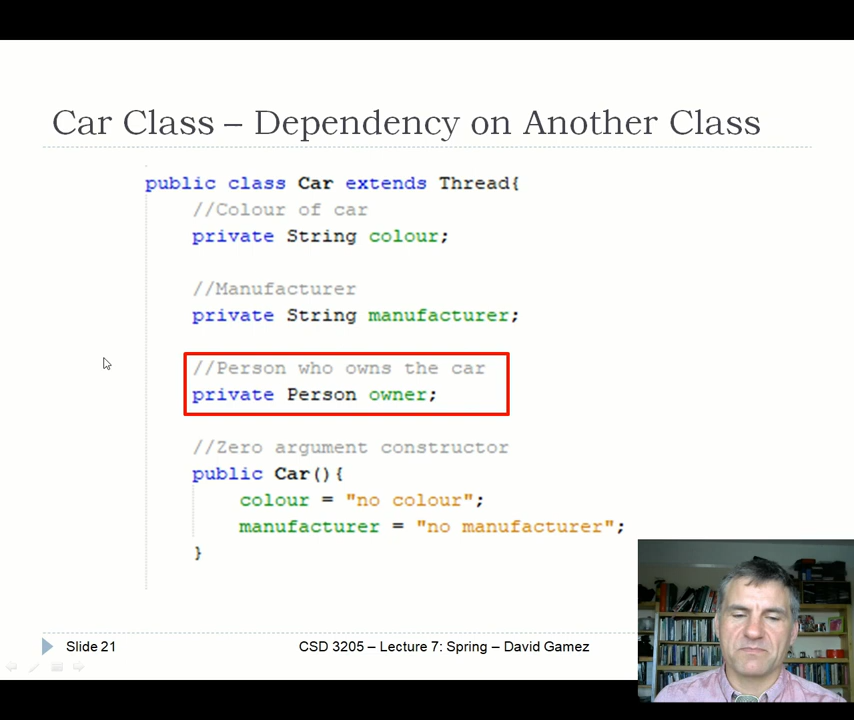 Car Class – Dependency on Another Class
public class Car extends Thread{
//Colour of car
private String colour;
//Manufacturer
private String manufacturer;
//Person who owns the car
private Person owner;
//Zero argument constructor
public Car(){
colour = "no colour";
manufacturer = "no manufacturer";
}
Slide 21
CSD 3205 – Lecture 7: Spring – David Gamez